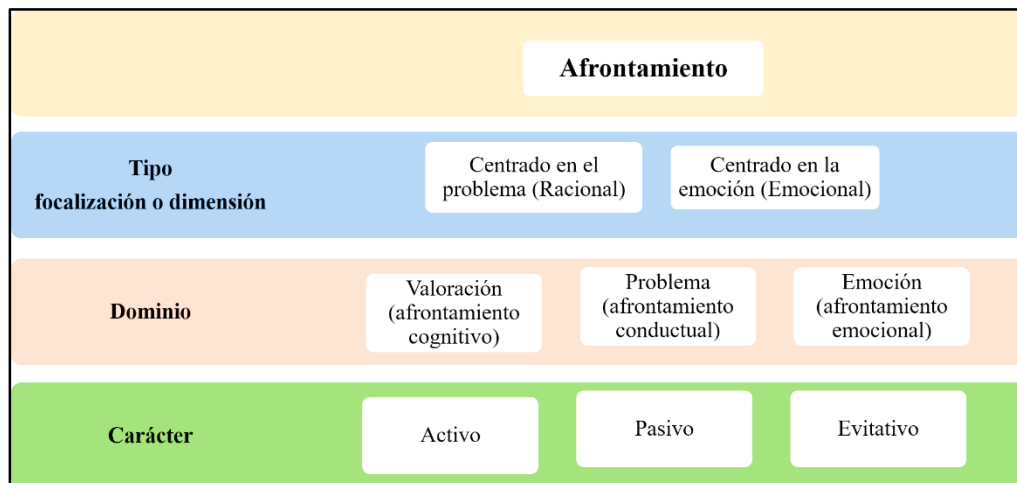 Afrontamiento
Tipo
focalización o dimensión
Centrado en el
problema (Racional)
Centrado en la
emoción (Emocional)
Dominio
Valoración
(afrontamiento
cognitivo)
Problema
(afrontamiento
conductual)
Emoción
(afrontamiento
emocional)
Carácter
Activo
Pasivo
Evitativo